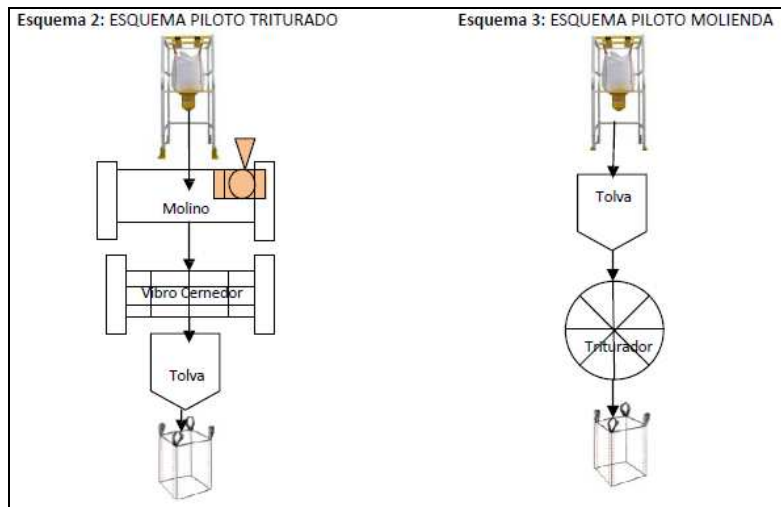 Esquema 2: ESQUEMA PILOTO TRITURADO
Molino
Vibro Cernedor
Tolva
Esquema 3: ESQUEMA PILOTO MOLIENDA
Tolva
Triturador